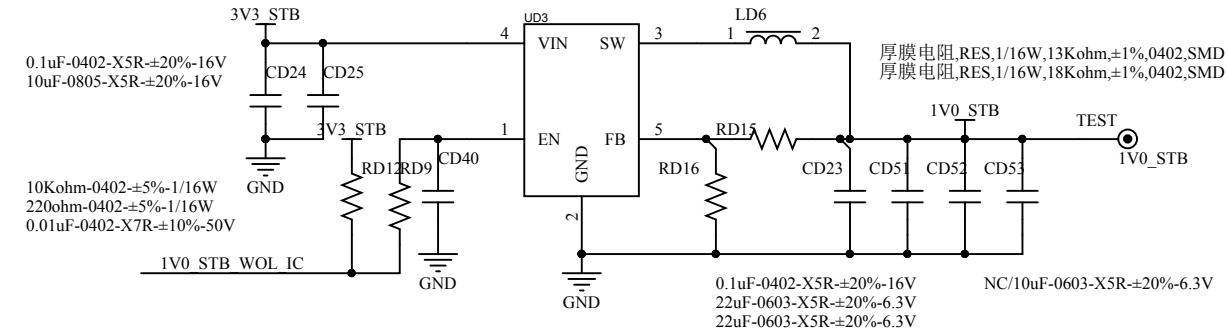 3V3_STB
UD3
LD6
4
VIN
SW
3
1
2
厚膜电阻,RES,1/16W,13Kohm,±1%,0402,SMD
厚膜电阻,RES,1/16W,18Kohm,±1%,0402,SMD
0.1uF-0402-X5R-±20%-16V
10uF-0805-X5R-±20%-16V
CD24
CD25
1V0_STB
TEST
3V3_STB
1
EN
FB
5
RD15
1V0_STB
GND
RD12
RD9
CD40
GND
RD16
CD23
CD51
CD52
CD53
GND
10Kohm-0402-±5%-1/16W
220ohm-0402-±5%-1/16W
0.01uF-0402-X7R-±10%-50V
2
1V0_STB_WOL_IC
GND
GND
0.1uF-0402-X5R-±20%-16V
22uF-0603-X5R-±20%-6.3V
22uF-0603-X5R-±20%-6.3V
NC/10uF-0603-X5R-±20%-6.3V